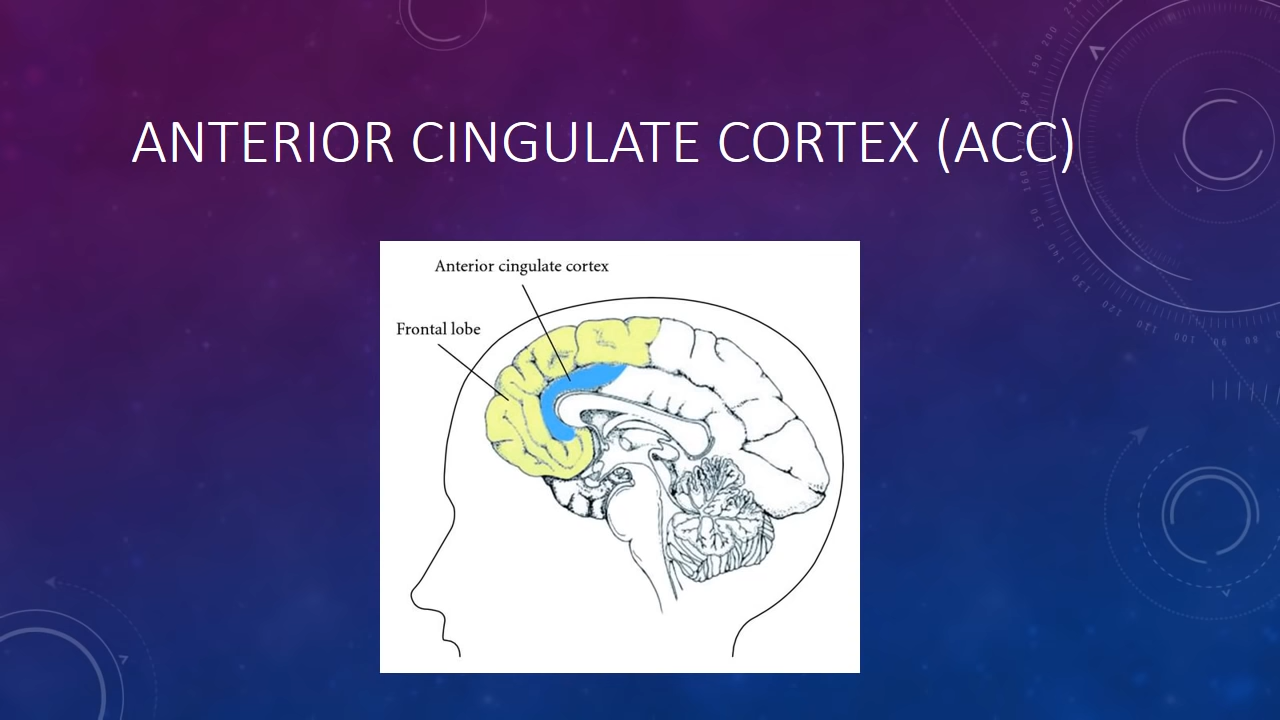 ANTERIOR CINGULATE CORTEX (ACC)
Anterior cingulate cortex
Frontal lobe